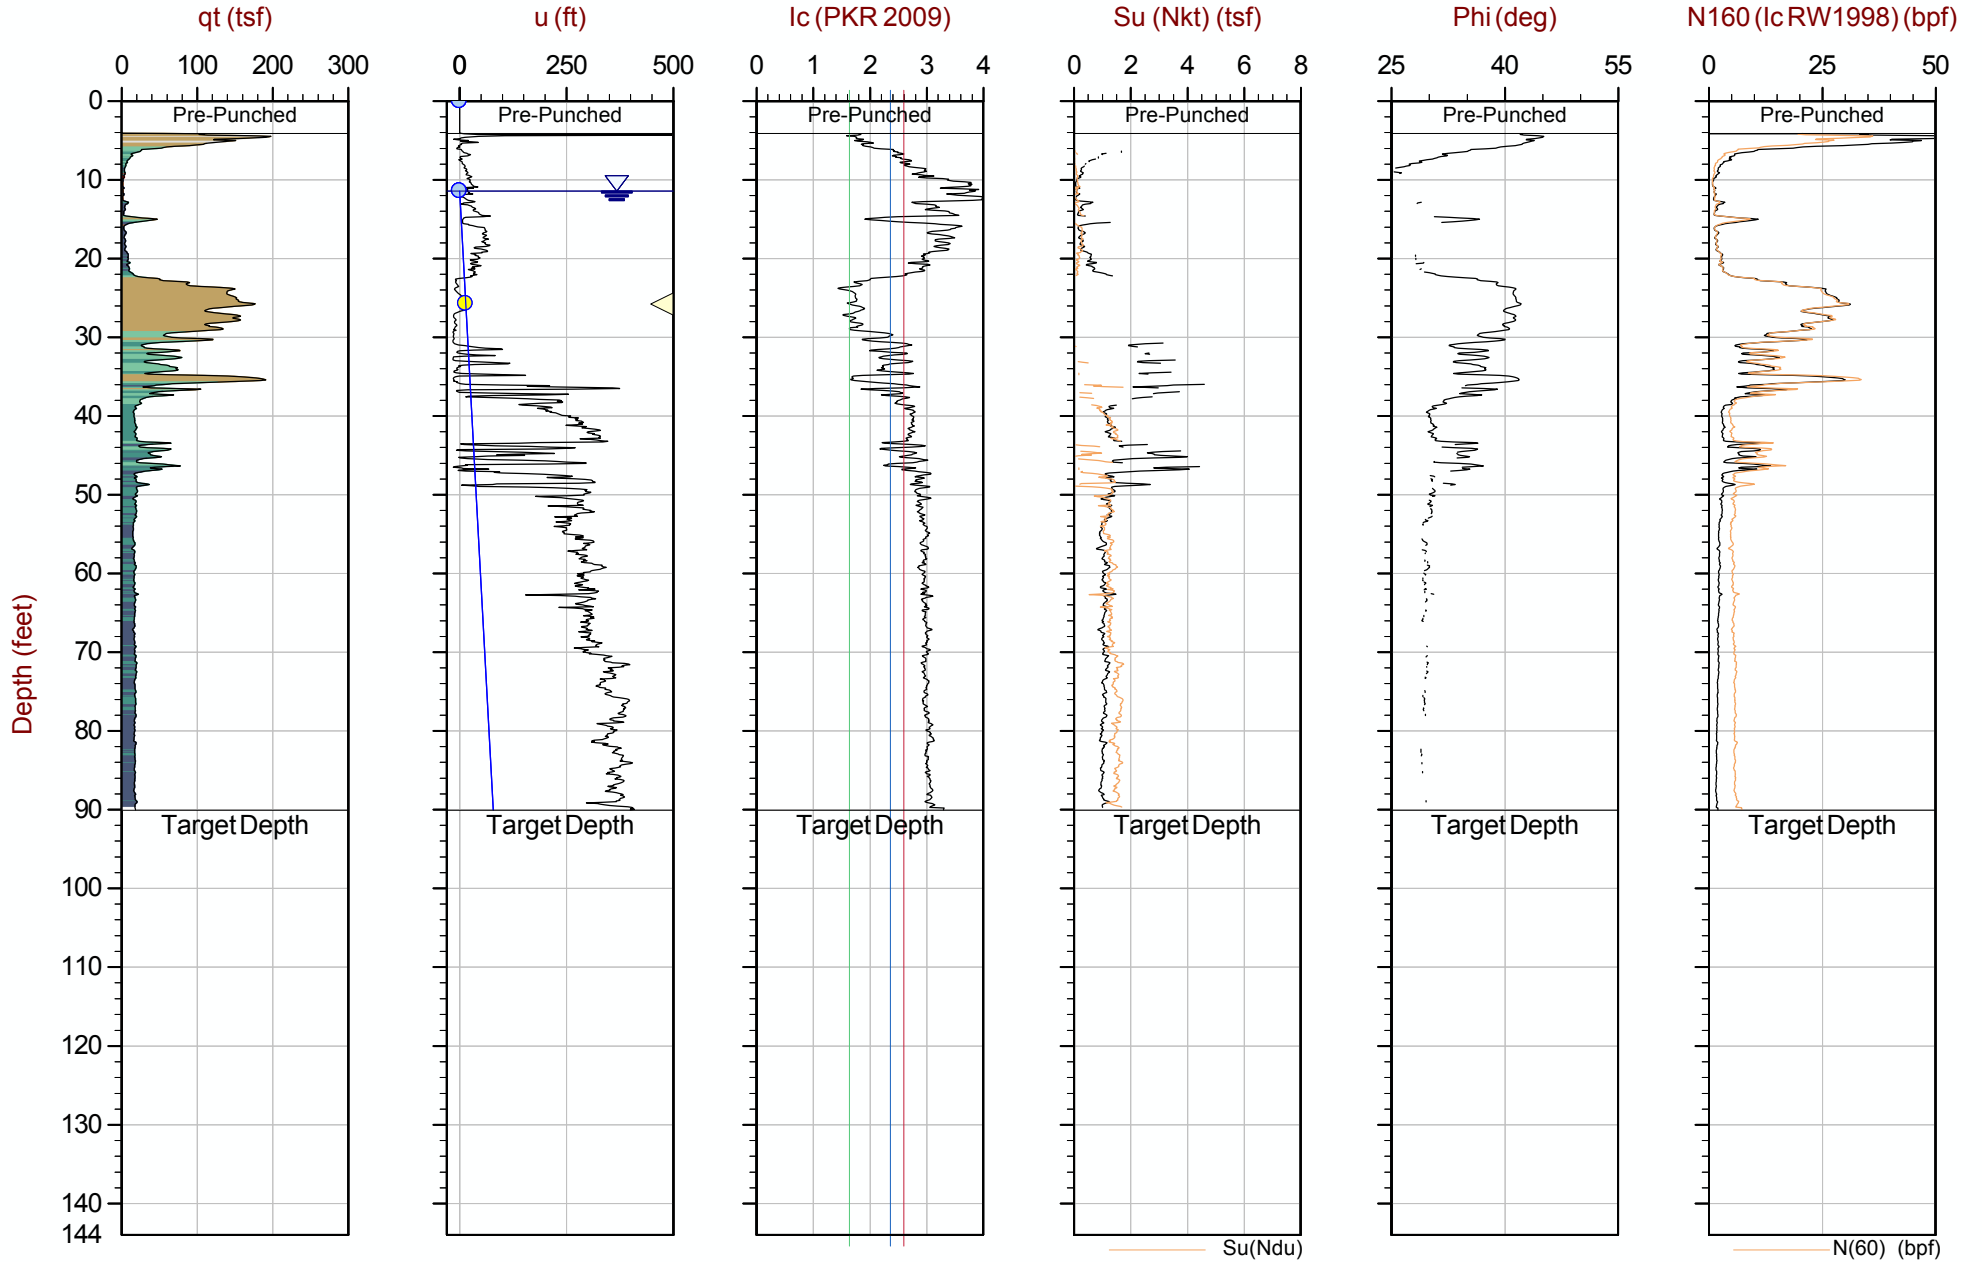 qt (tsf) u (ft) Ic (PKR 2009) Su (Nkt) (tsf) Phi (deg) N160 (Ic RW1998) (bpf)
0 100 200 300 0 250 500 0 1 2 3 4 0 2 4 6 8 25 40 55 0 25 50
0
Pre-Punched Pre-Punched Pre-Punched Pre-Punched Pre-Punched Pre-Punched
10
20
30
40
50
60
70
80
90
Target Depth Target Depth Target Depth Target Depth Target Depth Target Depth
100
110
120
130
140
144
Depth (feet)
Su(Ndu) N(60) (bpf)